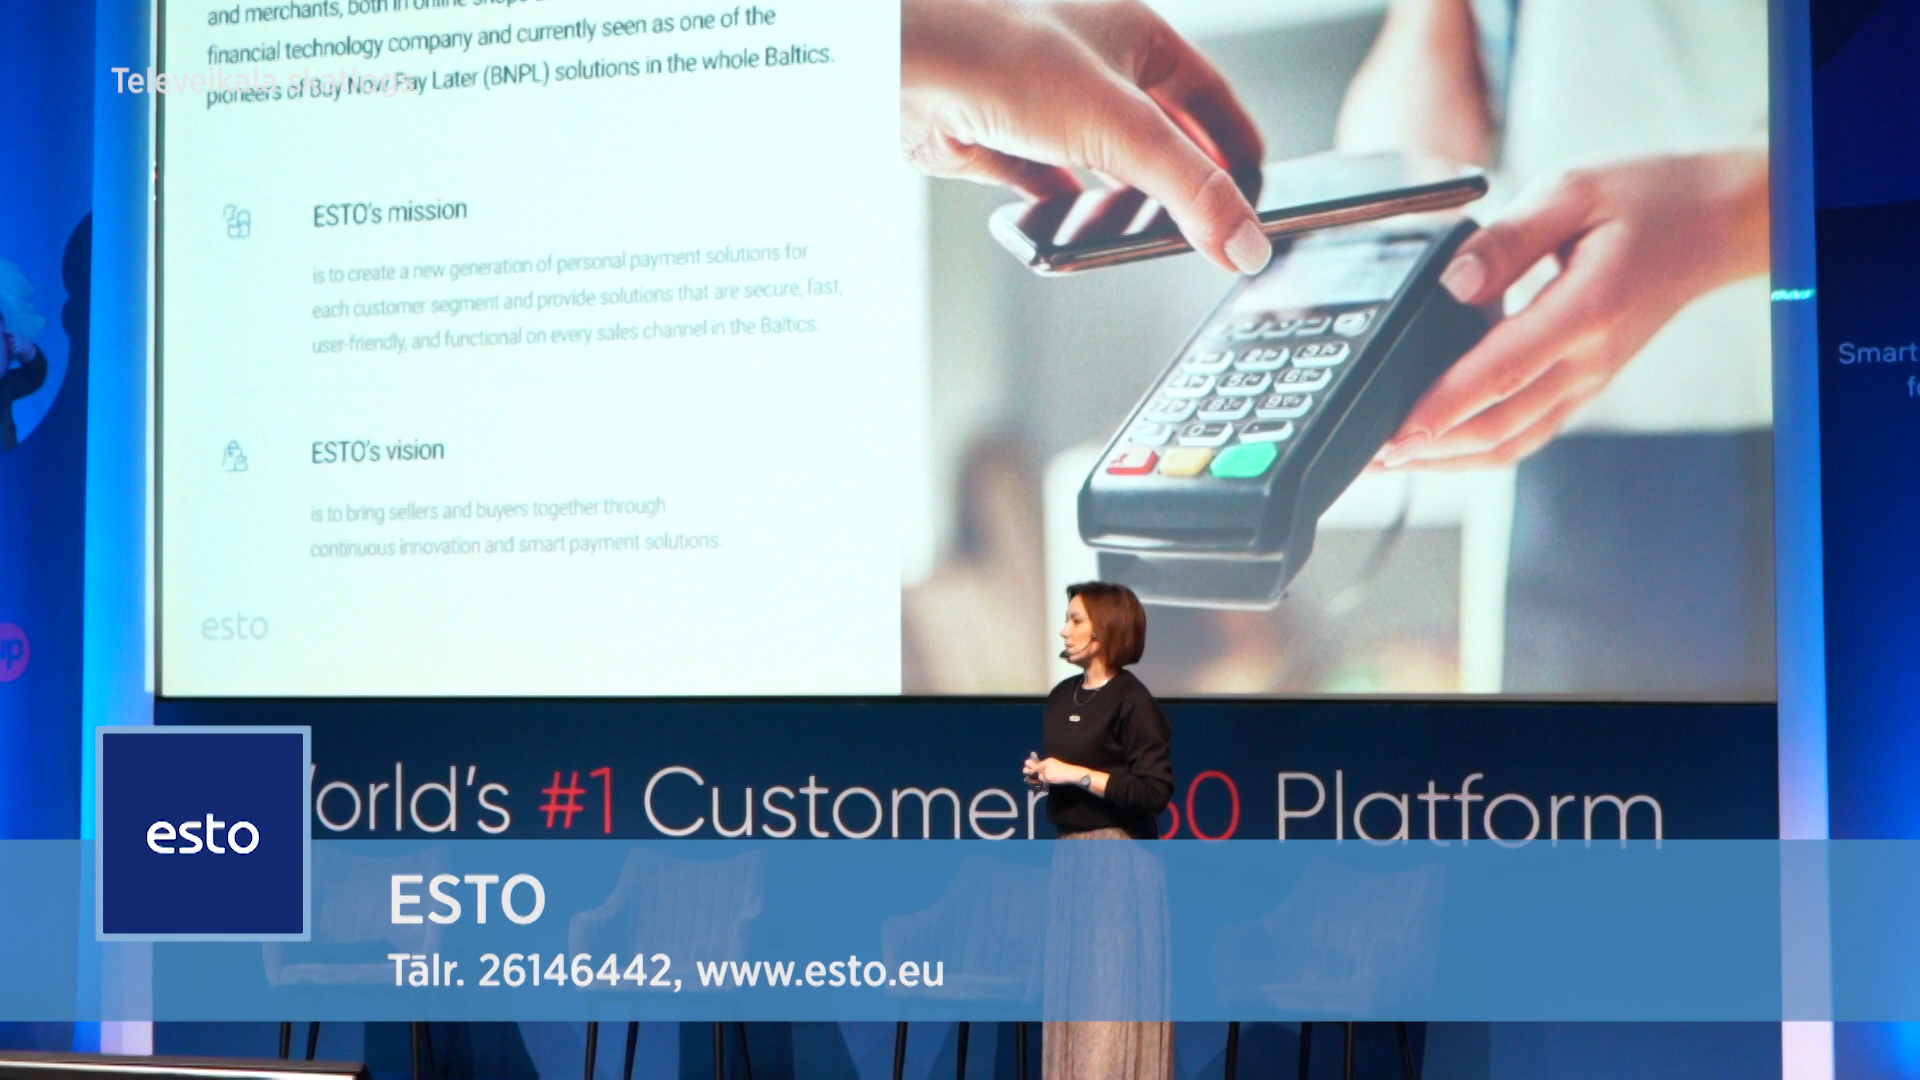 and merchants, both in online shops
financial technology company and currently seen as one of the
pioneers of Buy Now Pay Later (BNPL) solutions in the whole Baltics.
Televeikala skatlogs
ESTO's mission
is to create a new generation of personal payment solutions for
each customer segment and provide solutions that are secure, fast,
user-friendly, and functional on every sales channel in the Baltics.
ESTO's vision
is to bring sellers and buyers together through
continuous innovation and smart payment solutions.
esto
Smart
up
orld's #1 Customer 60 Platform
esto
ESTO
Tālr. 26146442, www.esto.eu